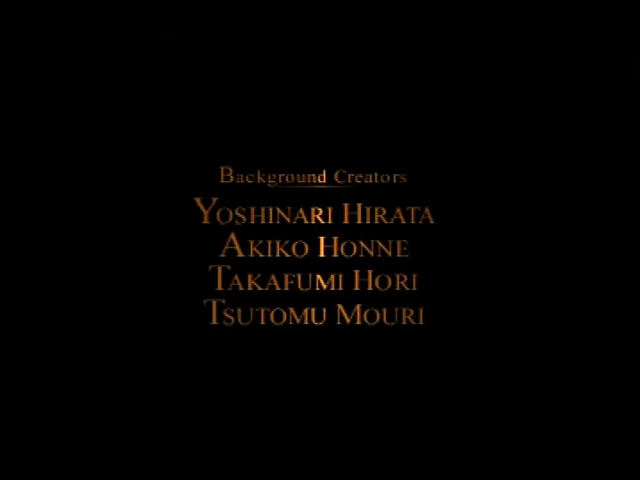 Background Creators
Yoshinari Hirata
Akiko Honne
Takafumi Hori
Tsutomu Mouri